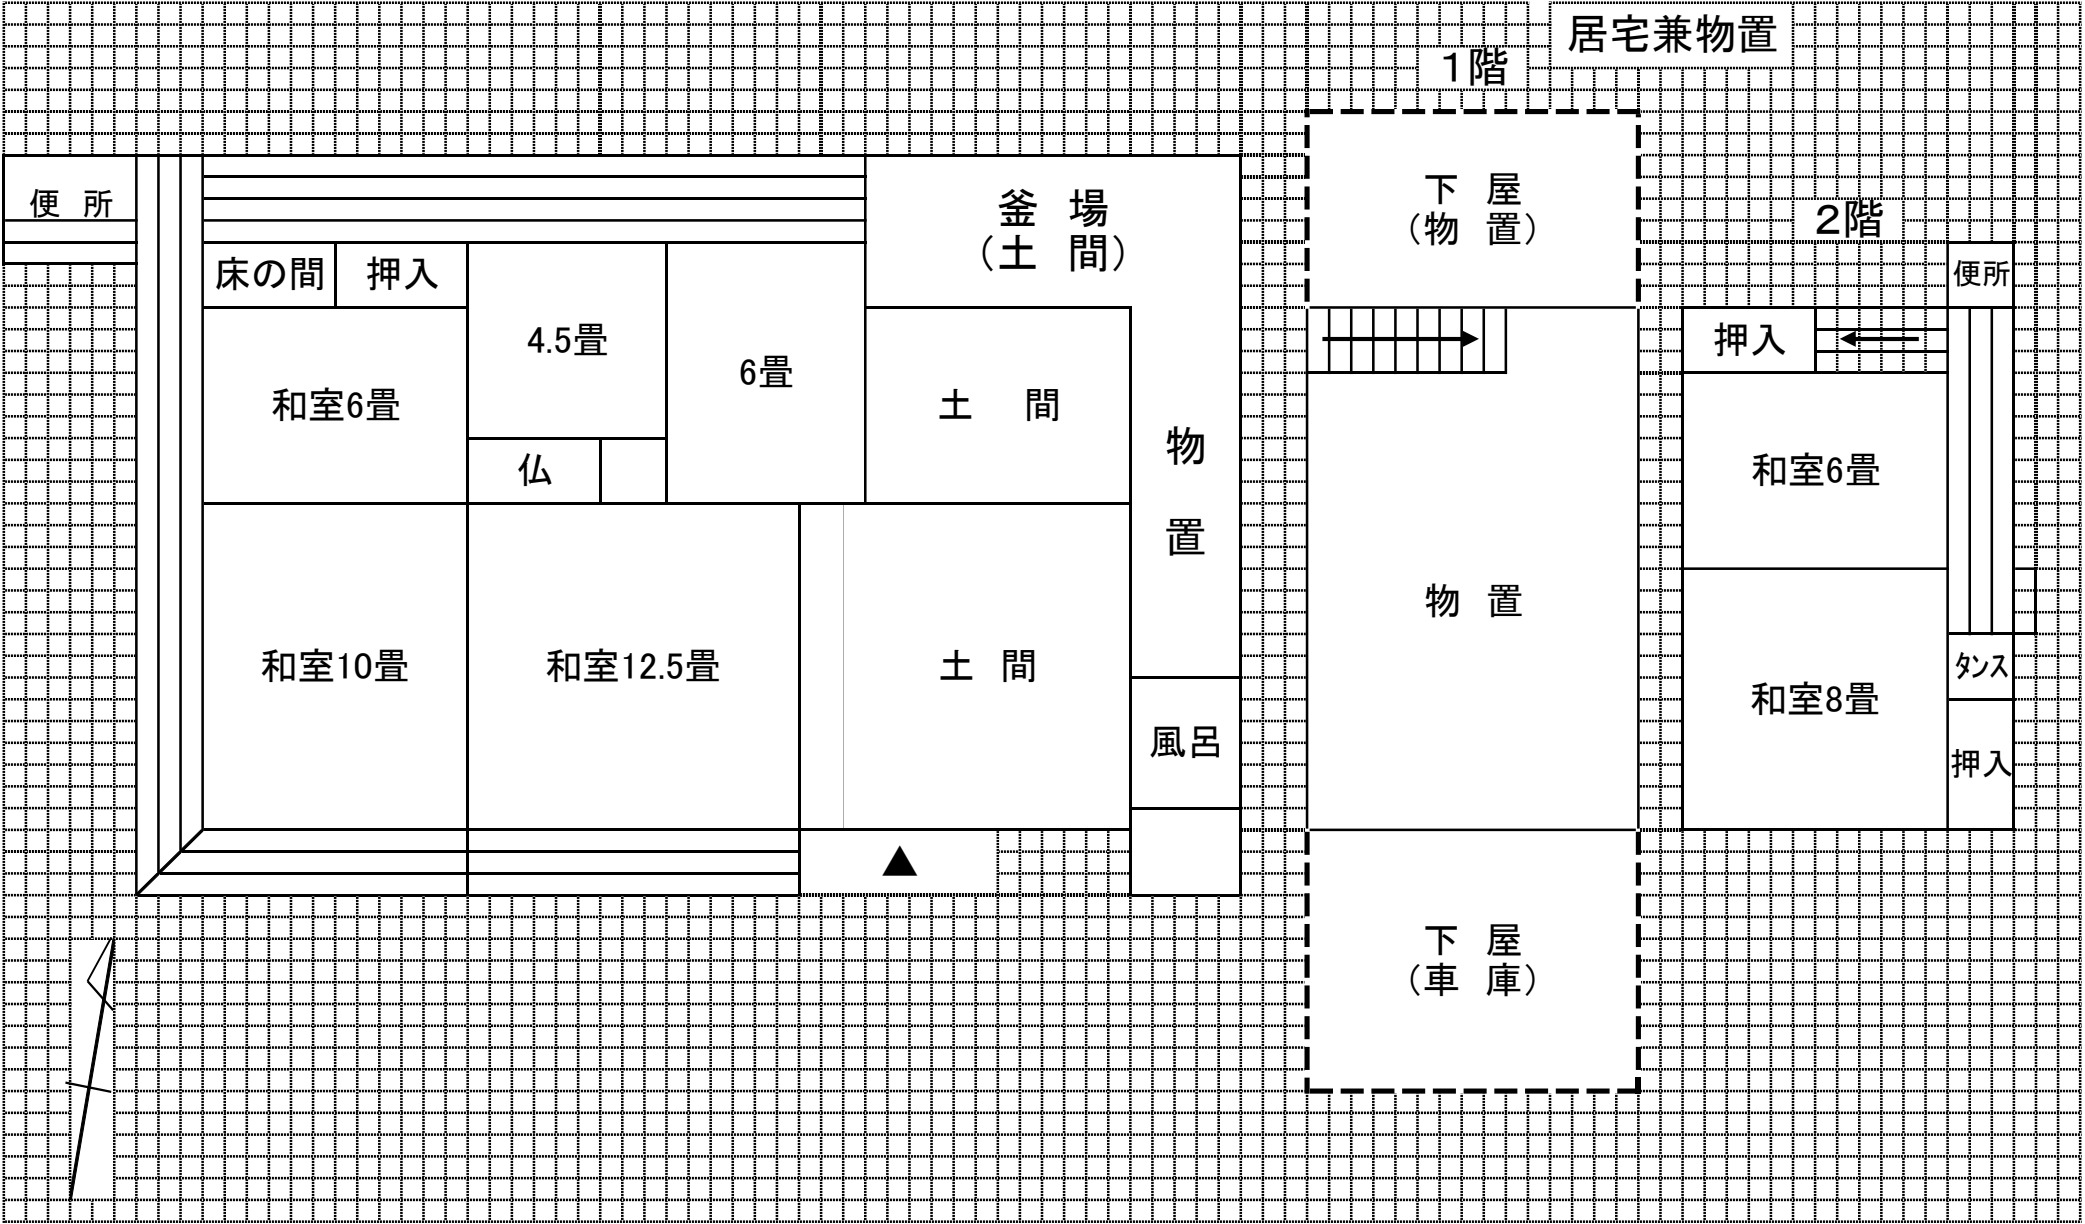 居宅兼物置
1階
便 所
釜 場
（土 間）
床の間
押入
4.5畳
6畳
和室6畳
土 間
仏
物
置
和室10畳
和室12.5畳
土 間
風呂
▲
下 屋
（物 置）
物 置
下 屋
（車 庫）
2階
便所
押入
和室6畳
和室8畳
ﾀﾝｽ
押入